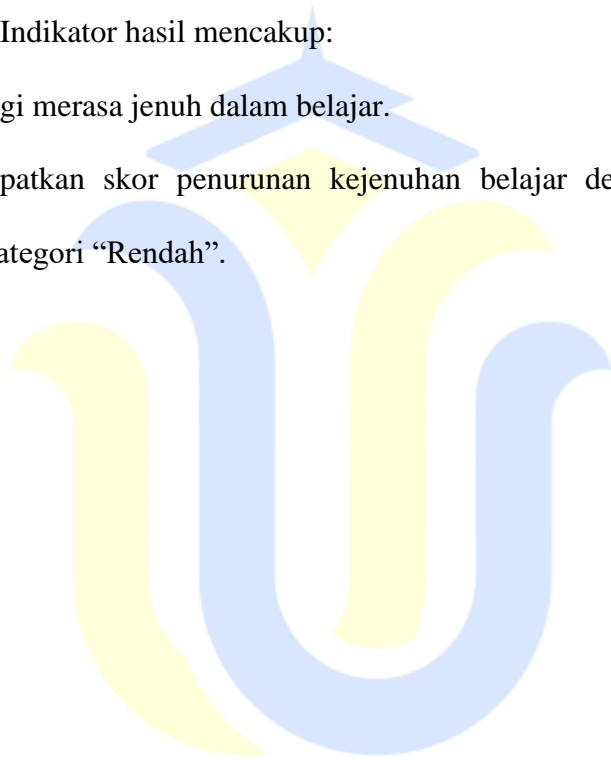 Indikator hasil mencakup:
gi merasa jenuh dalam belajar.
patkan skor penurunan kejenuhan belajar de
ategori “Rendah”.